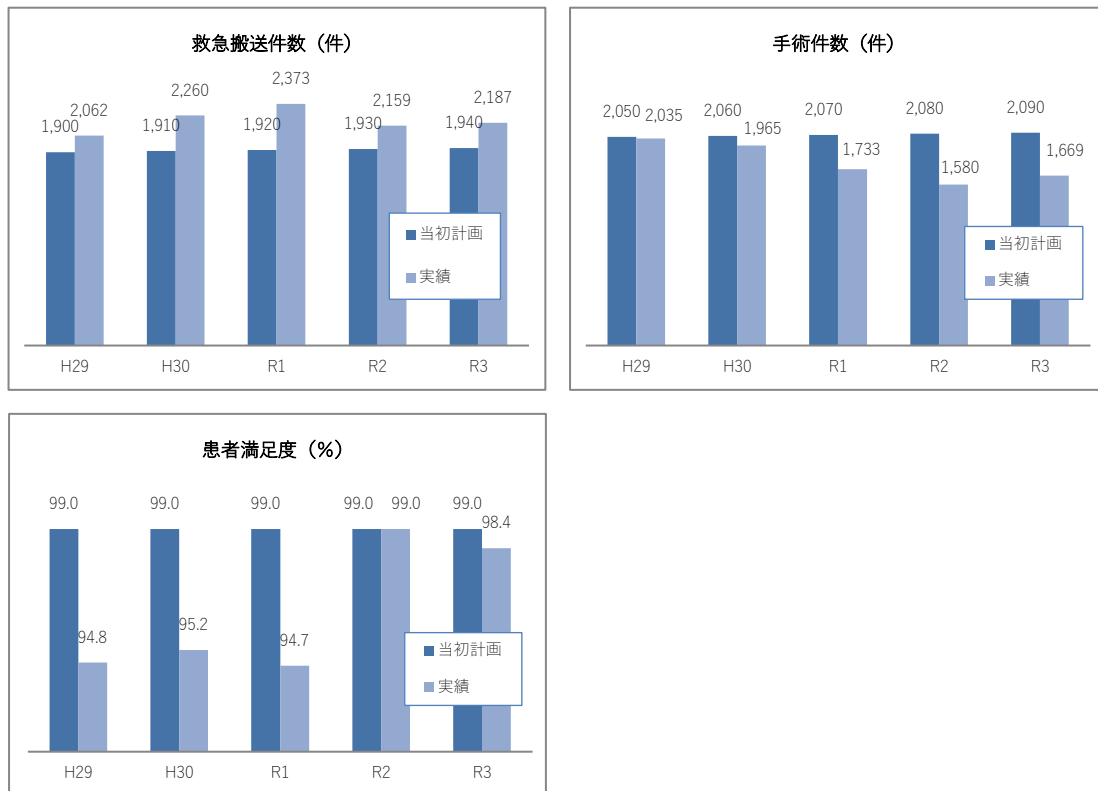 救急搬送件数（件）
1,900 2,062 1,910 2,260 1,920 2,373 1,930 2,159 1,940 2,187
当初計画
実績
H29 H30 R1 R2 R3
手術件数（件）
2,050 2,035 2,060 1,965 2,070 1,733 2,080 1,580 2,090 1,669
当初計画
実績
H29 H30 R1 R2 R3
患者満足度（%）
99.0 94.8 99.0 95.2 99.0 94.7 99.0 99.0 99.0 98.4
当初計画
実績
H29 H30 R1 R2 R3